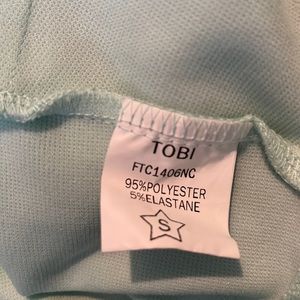 TOBI
FTC1406NC
95%POLYESTER
5%ELASTANE
S